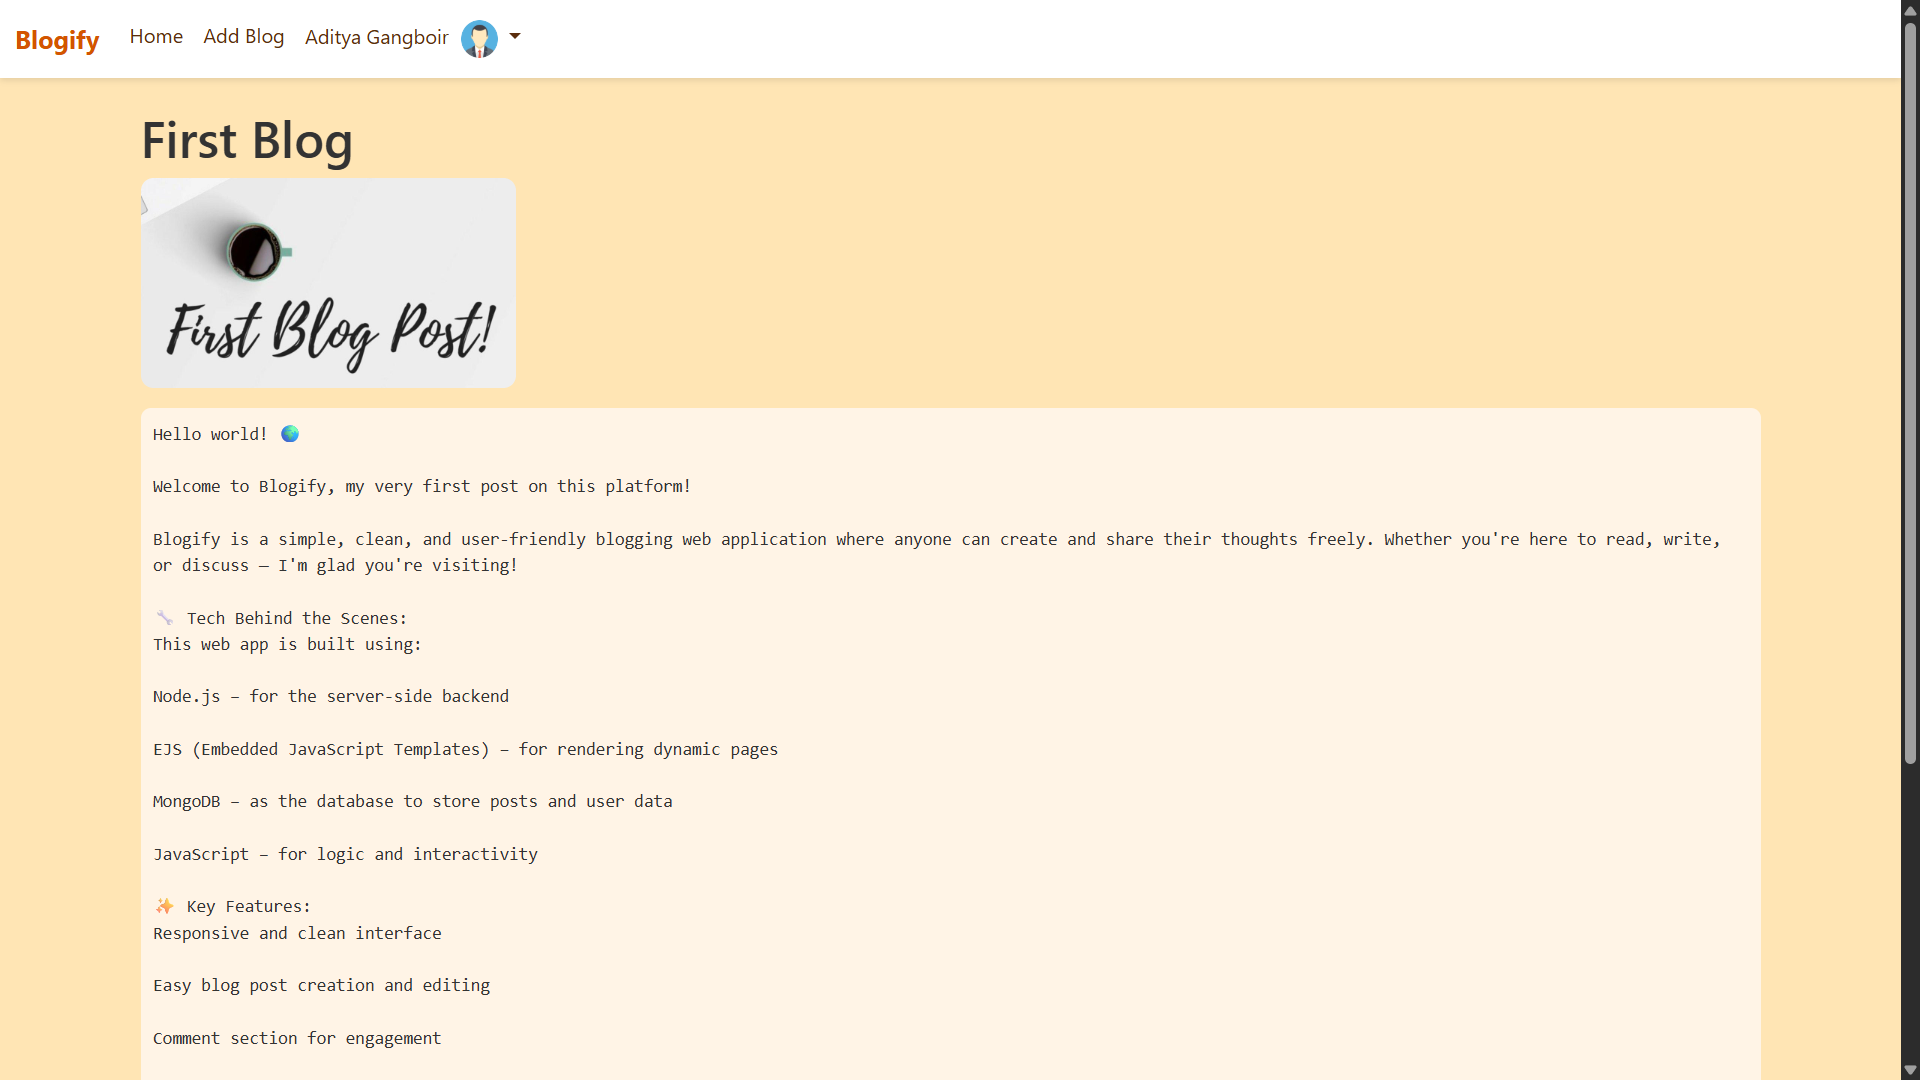 Blogify Home Add Blog Aditya Gangboir
First Blog
First Blog Post!
Hello world! 🌍
Welcome to Blogify, my very first post on this platform!
Blogify is a simple, clean, and user-friendly blogging web application where anyone can create and share their thoughts freely. Whether you're here to read, write,
or discuss — I'm glad you're visiting!
🔧 Tech Behind the Scenes:
This web app is built using:
Node.js – for the server-side backend
EJS (Embedded JavaScript Templates) – for rendering dynamic pages
MongoDB – as the database to store posts and user data
JavaScript – for logic and interactivity
✨ Key Features:
Responsive and clean interface
Easy blog post creation and editing
Comment section for engagement